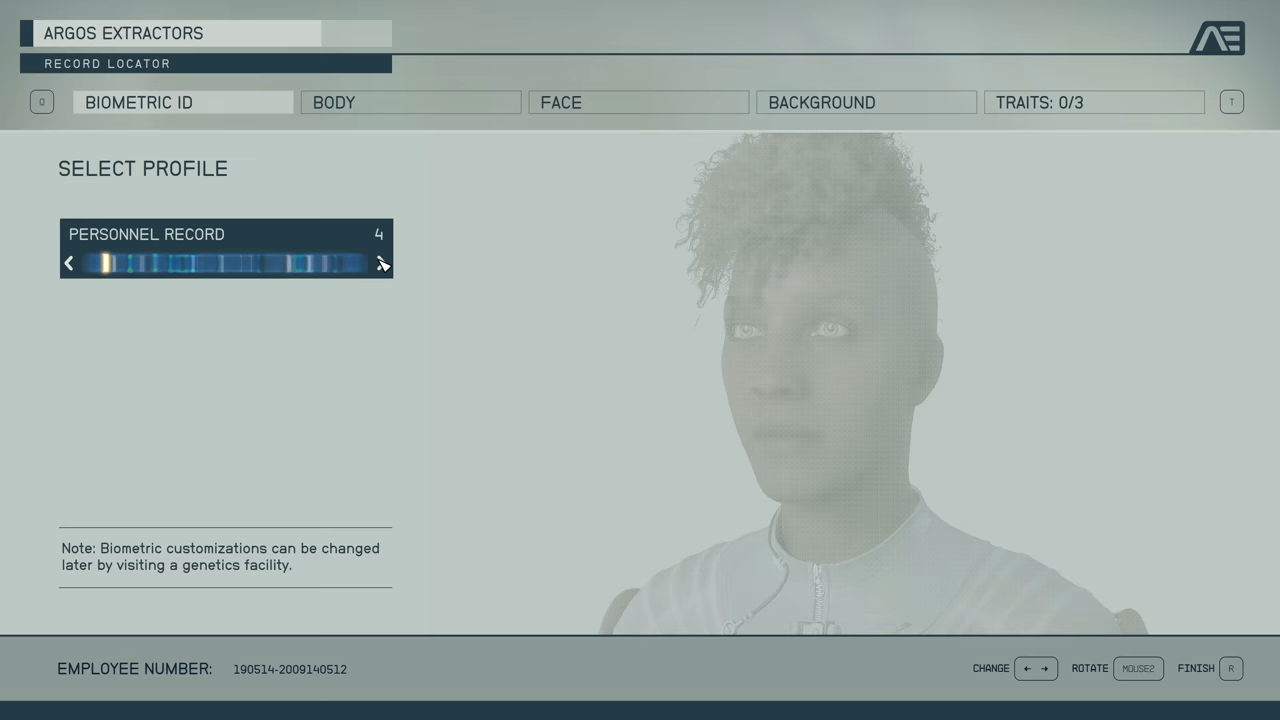 ARGOS EXTRACTORS
RECORD LOCATOR
Q
BIOMETRIC ID
BODY
FACE
BACKGROUND
TRAITS: 0/3
T
SELECT PROFILE
PERSONNEL RECORD 4
Note: Biometric customizations can be changed
later by visiting a genetics facility.
EMPLOYEE NUMBER: 190514-2009140512
CHANGE
ROTATE MOUSE2
FINISH R